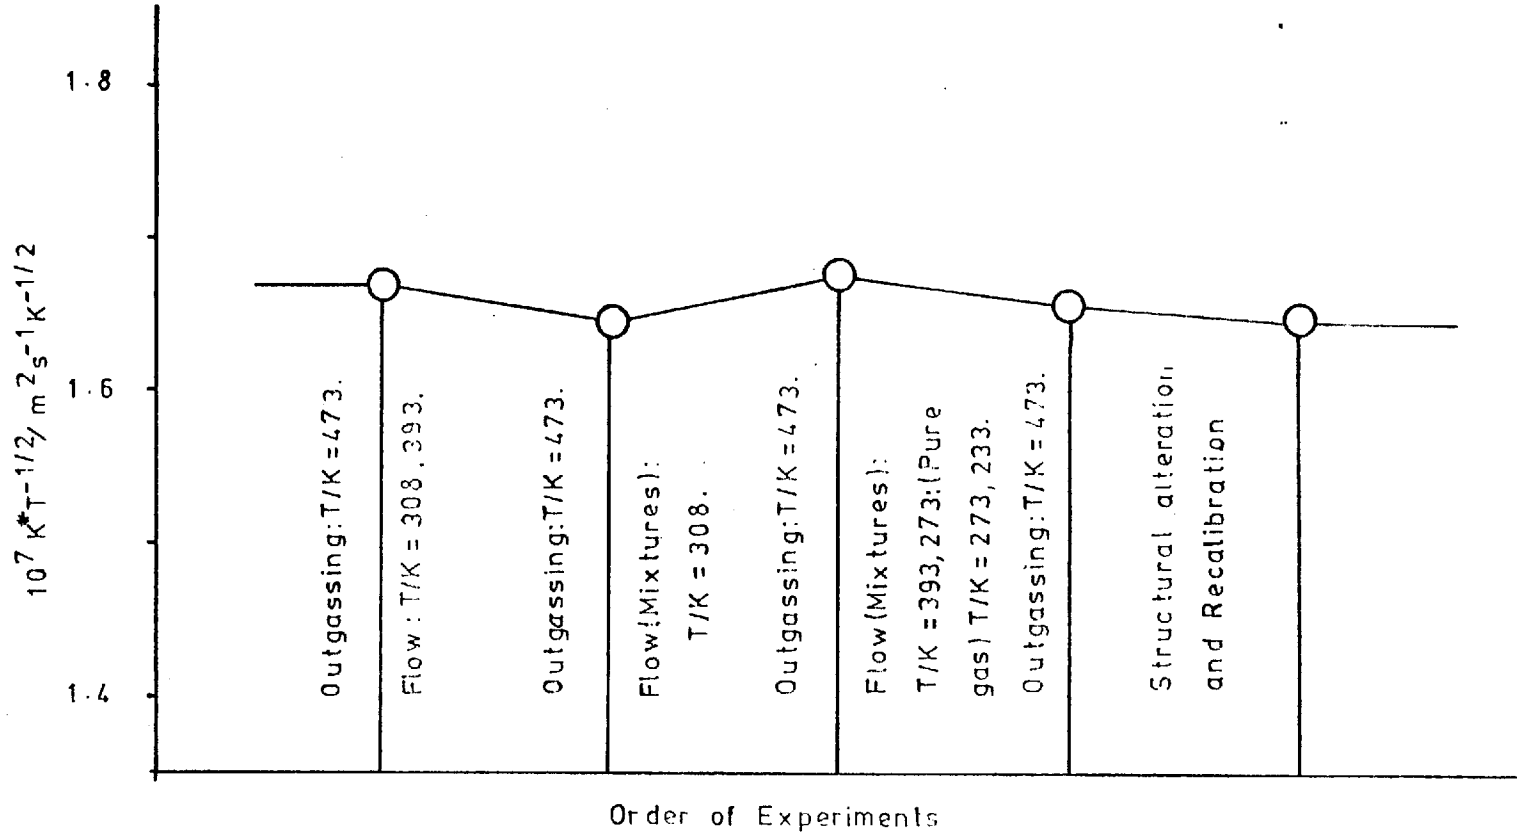 1.8
1.6
1.4
10⁷ K* T⁻¹/²/ m² s⁻¹ K⁻¹/²
Outgassing:T/K=473.
Flow: T/K = 308,393.
Outgassing:T/K=473.
Flow(Mixtures):
T/K = 308.
Outgassing:T/K=473.
Flow(Mixtures):
T/K = 393,273:(Pure
gas) T/K = 273,233.
Outgassing:T/K=473.
Structural alteration
and Recalibration
Order of Experiments